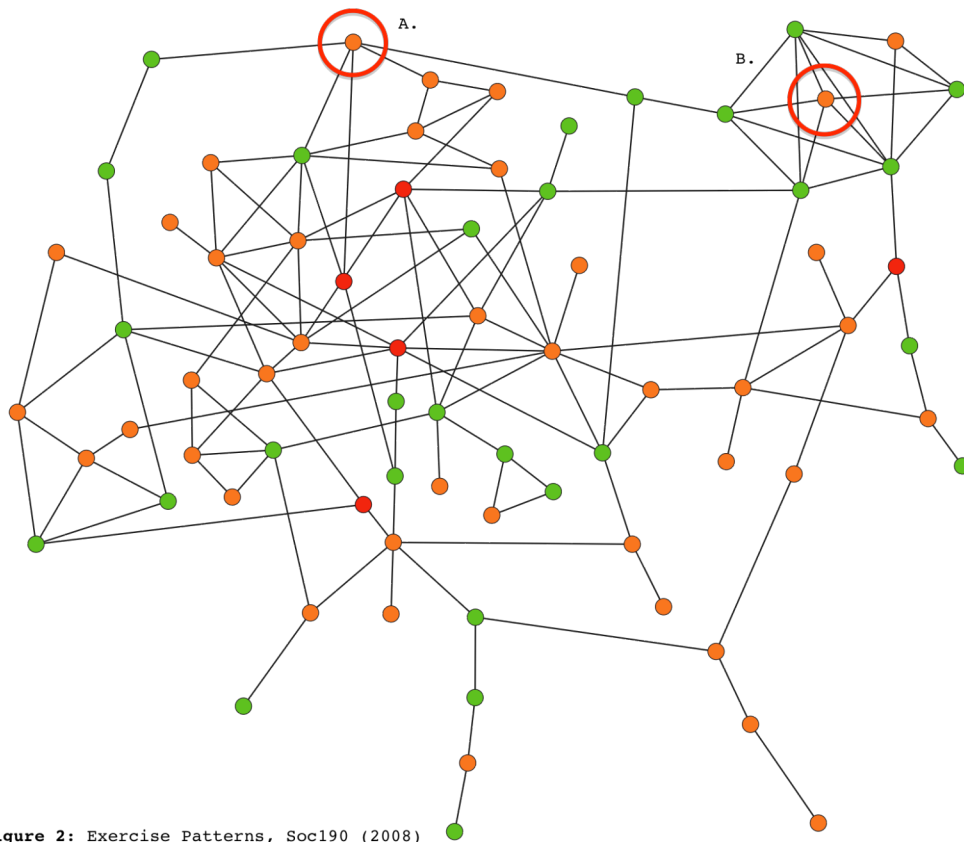 A.
B.
igure 2: Exercise Patterns, Soc190 (2008)